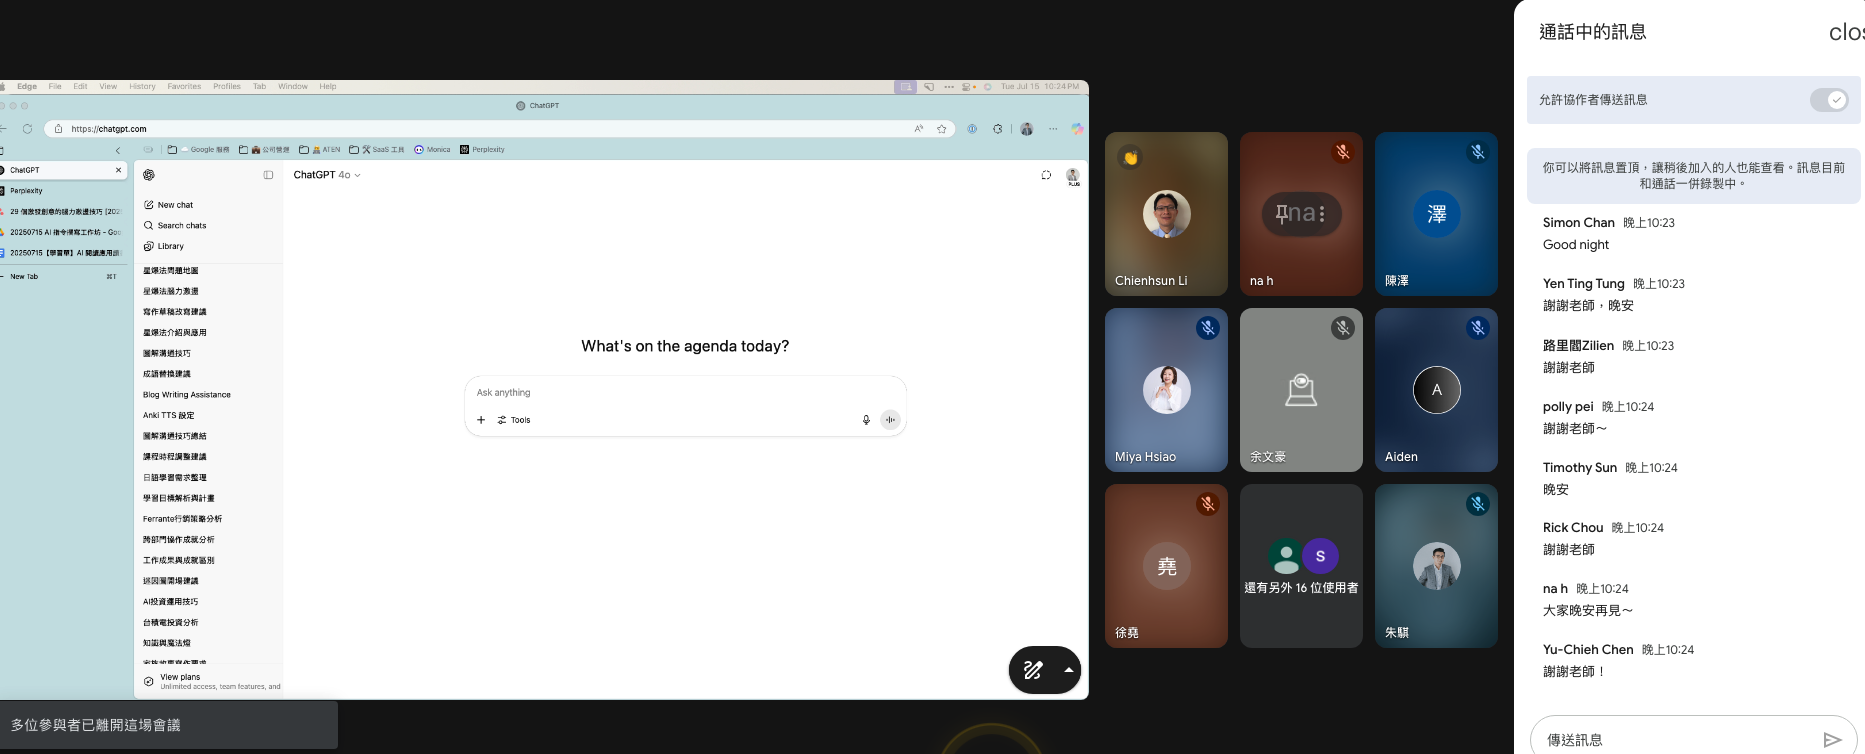 Edge File Edit View History Favorites Profiles Tab Window Help
Tue Jul 15 10:24 PM
ChatGPT
https://chatgpt.com
Google 服務
公司管理
ATEN
SaaS 工具
Monica
Perplexity
ChatGPT
Perplexity
29 個激發創意的腦力激盪技巧 [202
20250715 AI 指令撰寫工作坊 - Goo
20250715【學習單】AI 閱讀應用
New Tab ⌘T
New chat
Search chats
Library
星爆法問題地圖
星爆法腦力激盪
寫作草稿改寫建議
星爆法介紹與應用
圖解溝通技巧
成語替換建議
Blog Writing Assistance
Anki TTS 設定
圖解溝通技巧總結
課程時程調整建議
日語學習需求整理
學習目標解析與計畫
Ferrante行銷策略分析
跨部門協作成就分析
工作成果與成就區別
迷因圖開場建議
AI投資運用技巧
台積電投資分析
知識與魔法燈
View plans
Unlimited access, team features, and
ChatGPT 4o
PLUS
What's on the agenda today?
Ask anything
Tools
多位參與者已離開這場會議
Chienhsun Li
na
na h
澤
陳澤
Miya Hsiao
余文豪
A
Aiden
堯
徐堯
S
還有另外 16 位使用者
朱騏
通話中的訊息
clos
允許協作者傳送訊息
你可以將訊息置頂，讓稍後加入的人也能查看。訊息目前
和通話一併錄製中。
Simon Chan 晚上10:23
Good night
Yen Ting Tung 晚上10:23
謝謝老師，晚安
路里閻Zilien 晚上10:23
謝謝老師
polly pei 晚上10:24
謝謝老師～
Timothy Sun 晚上10:24
晚安
Rick Chou 晚上10:24
謝謝老師
na h 晚上10:24
大家晚安再見～
Yu-Chieh Chen 晚上10:24
謝謝老師！
傳送訊息